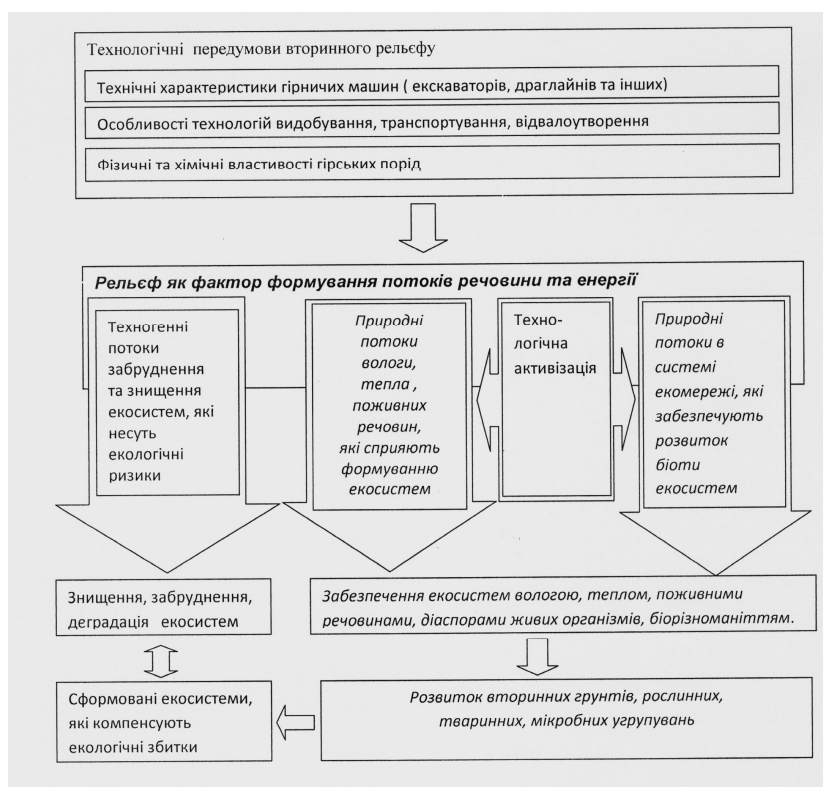 Технологічні передумови вторинного рельєфу
Технічні характеристики гірничих машин ( екскаваторів, драглайнів та інших)
Особливості технологій видобування, транспортування, відвалоутворення
Фізичні та хімічні властивості гірських порід
Рельєф як фактор формування потоків речовини та енергії
Техногенні
потоки
забруднення
та знищення
екосистем, які
несуть
екологічні
ризики
Природні
потоки
вологи,
тепла ,
поживних
речовин,
які сприяють
формуванню
екосистем
Техно-
логічна
активізація
Природні
потоки в
системі
екомережі, які
забезпечують
розвиток
біоти
екосистем
Знищення, забруднення,
деградація екосистем
Забезпечення екосистем вологою, теплом, поживними
речовинами, діаспорами живих організмів, біорізноманіттям.
Сформовані екосистеми,
які компенсують
екологічні збитки
Розвиток вторинних грунтів, рослинних,
тваринних, мікробних угрупувань